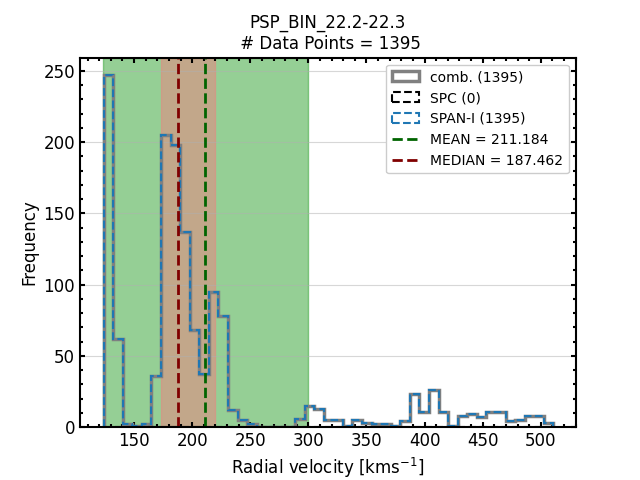 PSP_BIN_22.2-22.3
# Data Points = 1395
comb. (1395)
SPC (0)
SPAN-I (1395)
MEAN = 211.184
MEDIAN = 187.462
Frequency
250
200
150
100
50
0
150 200 250 300 350 400 450 500
Radial velocity [kms⁻¹]